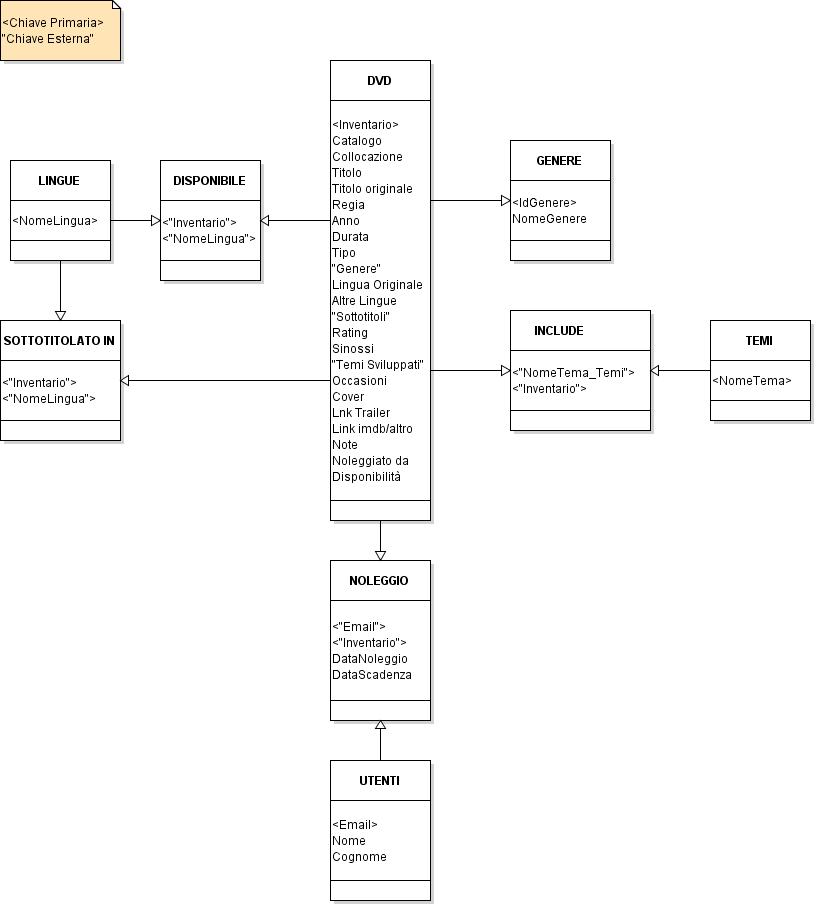 <Chiave Primaria>
"Chiave Esterna"
DVD
<Inventario>
Catalogo
Collocazione
Titolo
Titolo originale
Regia
Anno
Durata
Tipo
"Genere"
Lingua Originale
Altre Lingue
"Sottotitoli"
Rating
Sinossi
"Temi Sviluppati"
Occasioni
Cover
Lnk Trailer
Link imdb/altro
Note
Noleggiato da
Disponibilità
LINGUE
<NomeLingua>
DISPONIBILE
<"Inventario">
<"NomeLingua">
GENERE
<IdGenere>
NomeGenere
SOTTOTITOLATO IN
<"Inventario">
<"NomeLingua">
INCLUDE
<"NomeTema_Temi">
<"Inventario">
TEMI
<NomeTema>
NOLEGGIO
<"Email">
<"Inventario">
DataNoleggio
DataScadenza
UTENTI
<Email>
Nome
Cognome